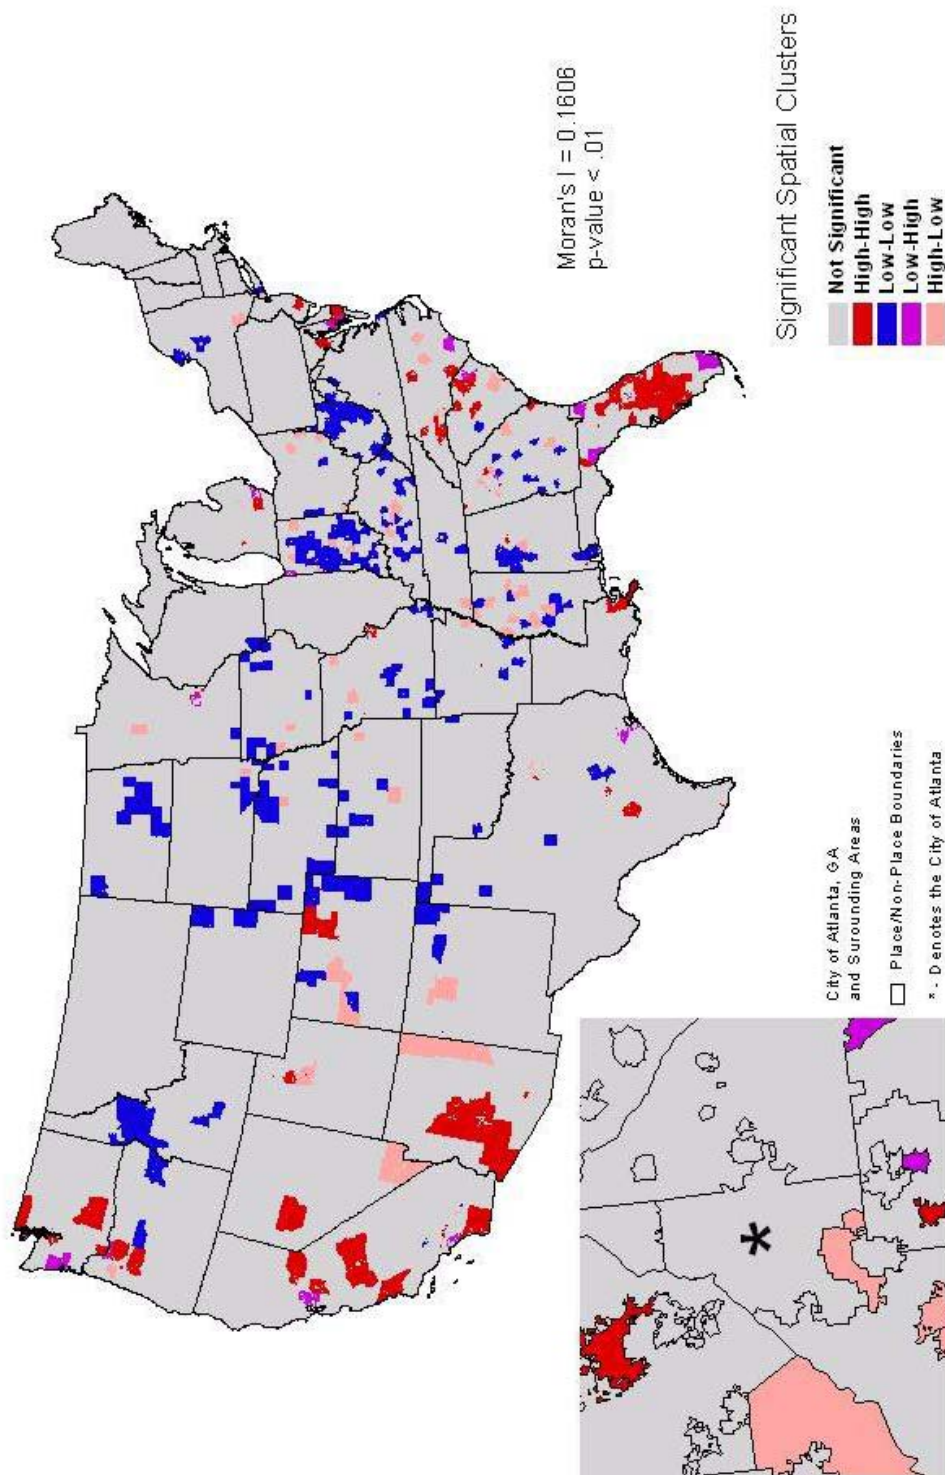 Moran's I = 0.1606
p-value < .01
Significant Spatial Clusters
Not Significant
High-High
Low-Low
Low-High
High-Low
City of Atlanta, GA
and Surounding Areas
Place/Non-Place Boundaries
* - Denotes the City of Atlanta
*